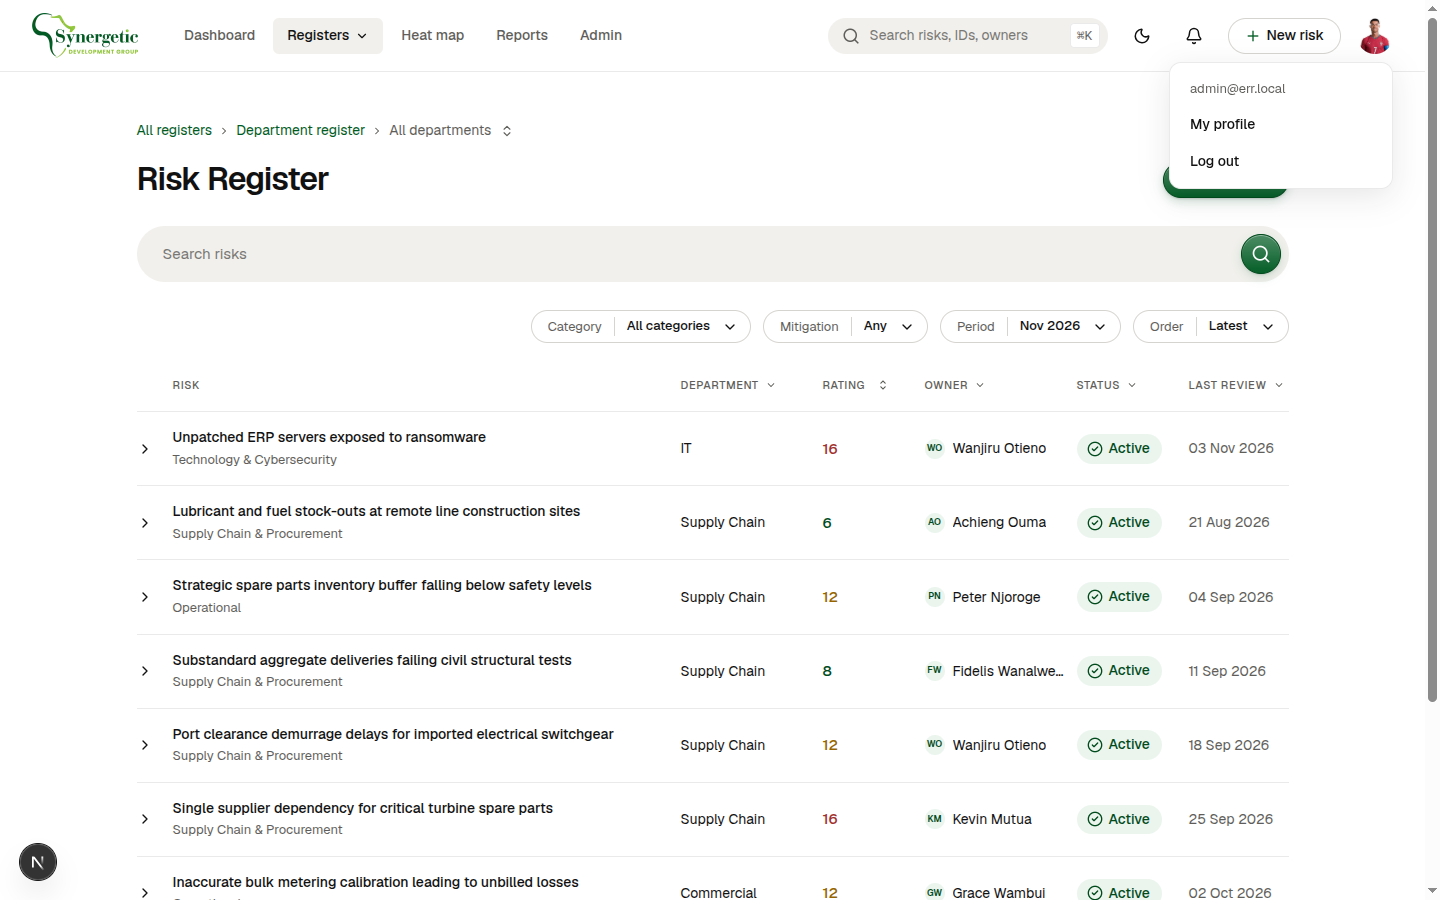 Synergetic
DEVELOPMENT GROUP
Dashboard
Registers
Heat map
Reports
Admin
Search risks, IDs, owners
⌘K
+ New risk
admin@err.local
My profile
Log out
All registers > Department register > All departments
Risk Register
Search risks
Category All categories
Mitigation Any
Period Nov 2026
Order Latest
RISK DEPARTMENT RATING OWNER STATUS LAST REVIEW
Unpatched ERP servers exposed to ransomware
Technology & Cybersecurity
IT 16 WO Wanjiru Otieno Active 03 Nov 2026
Lubricant and fuel stock-outs at remote line construction sites
Supply Chain & Procurement
Supply Chain 6 AO Achieng Ouma Active 21 Aug 2026
Strategic spare parts inventory buffer falling below safety levels
Operational
Supply Chain 12 PN Peter Njoroge Active 04 Sep 2026
Substandard aggregate deliveries failing civil structural tests
Supply Chain & Procurement
Supply Chain 8 FW Fidelis Wanalwe... Active 11 Sep 2026
Port clearance demurrage delays for imported electrical switchgear
Supply Chain & Procurement
Supply Chain 12 WO Wanjiru Otieno Active 18 Sep 2026
Single supplier dependency for critical turbine spare parts
Supply Chain & Procurement
Supply Chain 16 KM Kevin Mutua Active 25 Sep 2026
Inaccurate bulk metering calibration leading to unbilled losses
Commercial 12 GW Grace Wambui Active 02 Oct 2026
N